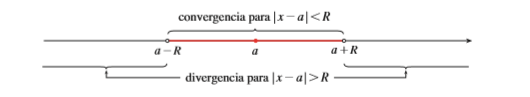 convergencia para |x − a| < R
a − R a a + R
divergencia para |x − a| > R